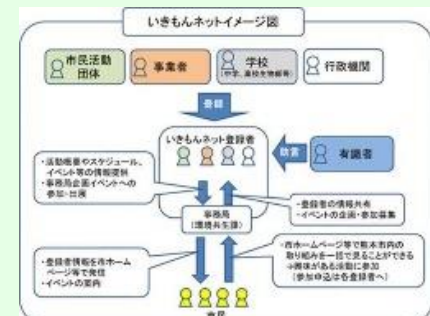 いきもんネットイメージ図
市民活動
団体
事業者
学校
(中学、高校生物部等)
行政機関
登録
いきもんネット登録者
助言
有識者
・活動概要やスケジュール、
イベント等の情報提供
・事務局企画イベントへの
参加・出展
・登録者の情報共有
・イベントの企画・参加募集
事務局
(環境共生課)
・登録者情報を市ホーム
ページ等で発信
・イベントの案内
・市ホームページ等で熊本市内の
取り組みを一括で見ることができる
⇒興味がある活動に参加
(参加申込は各登録者へ)
市民